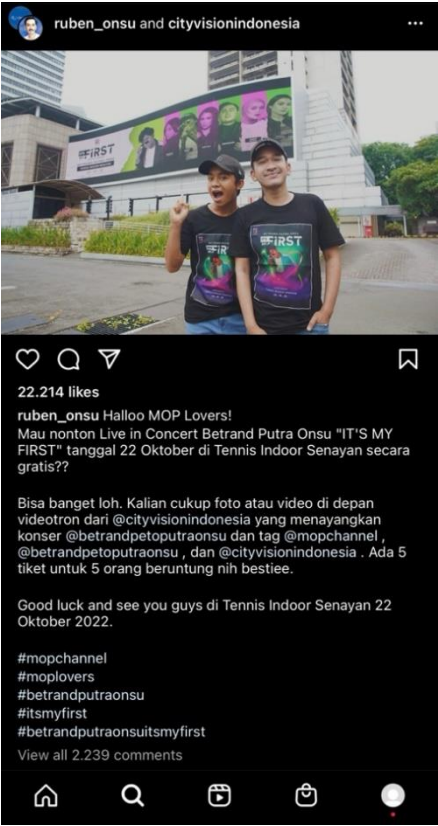 ruben_onsu and cityvisionindonesia
FIRST
FIRST
FIRST
22.214 likes
ruben_onsu Halloo MOP Lovers!
Mau nonton Live in Concert Betrand Putra Onsu "IT'S MY
FIRST" tanggal 22 Oktober di Tennis Indoor Senayan secara
gratis??
Bisa banget loh. Kalian cukup foto atau video di depan
videotron dari @cityvisionindonesia yang menayangkan
konser @betrandpetoputraonsu dan tag @mopchannel ,
@betrandpetoputraonsu , dan @cityvisionindonesia . Ada 5
tiket untuk 5 orang beruntung nih bestiee.
Good luck and see you guys di Tennis Indoor Senayan 22
Oktober 2022.
#mopchannel
#moplovers
#betrandputraonsu
#itsmyfirst
#betrandputraonsuitsmyfirst
View all 2.239 comments